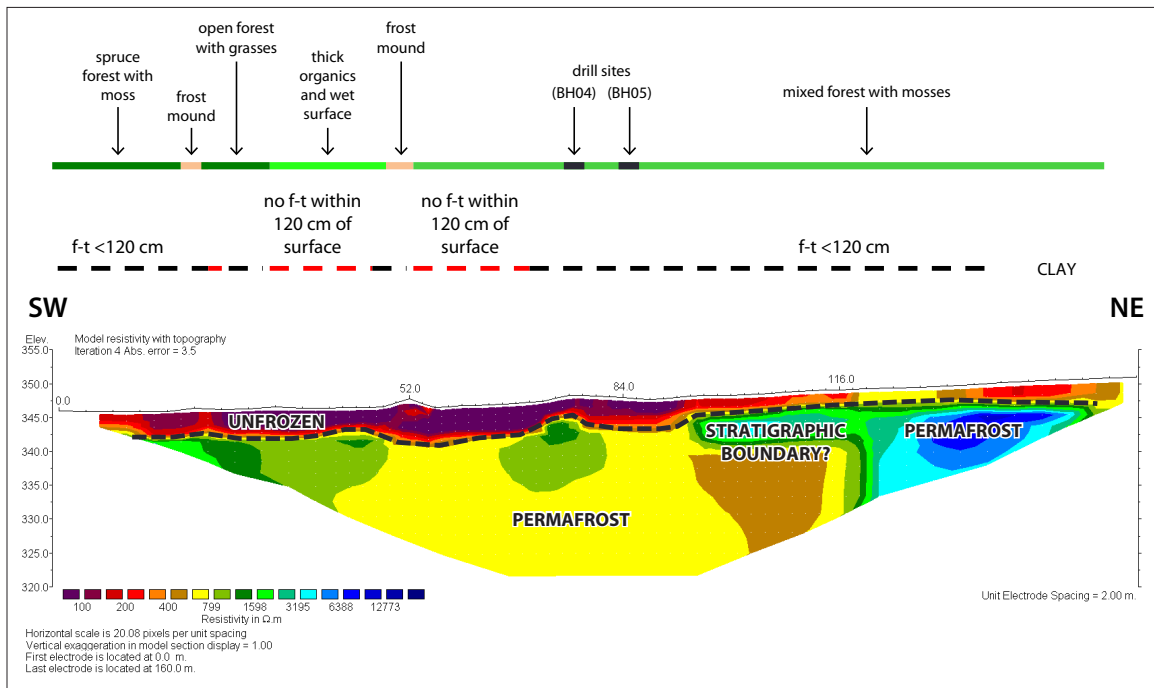 open forest
with grasses
frost
mound
spruce
forest with
moss
thick
organics
and wet
surface
drill sites
(BH04) (BH05)
mixed forest with mosses
frost
mound
no f-t within
120 cm of
surface
no f-t within
120 cm of
surface
f-t <120 cm
f-t <120 cm
CLAY
SW
NE
Elev.
Model resistivity with topography
Iteration 4 Abs. error = 3.5
355.0
350.0
345.0
340.0
335.0
330.0
325.0
320.0
0.0
52.0
84.0
116.0
UNFROZEN
STRATIGRAPHIC
BOUNDARY?
PERMAFROST
PERMAFROST
100 200 400 799 1598 3195 6388 12773
Resistivity in Ω.m
Unit Electrode Spacing = 2.00 m.
Horizontal scale is 20.08 pixels per unit spacing
Vertical exaggeration in model section display = 1.00
First electrode is located at 0.0 m.
Last electrode is located at 160.0 m.